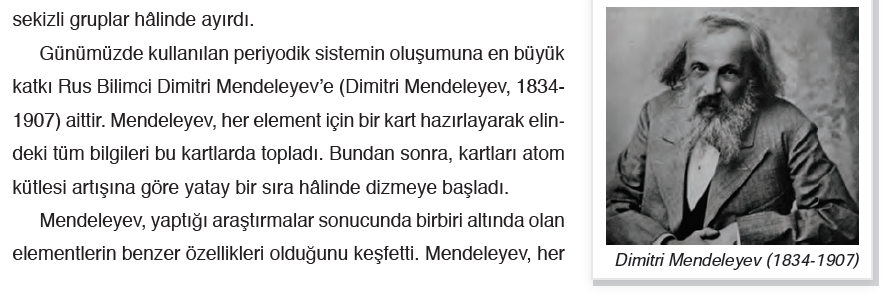 sekizli gruplar hâlinde ayırdı.
Günümüzde kullanılan periyodik sistemin oluşumuna en büyük
katkı Rus Bilimci Dimitri Mendeleyev’e (Dimitri Mendeleyev, 1834-
1907) aittir. Mendeleyev, her element için bir kart hazırlayarak elin-
deki tüm bilgileri bu kartlarda topladı. Bundan sonra, kartları atom
kütlesi artışına göre yatay bir sıra hâlinde dizmeye başladı.
Mendeleyev, yaptığı araştırmalar sonucunda birbiri altında olan
elementlerin benzer özellikleri olduğunu keşfetti. Mendeleyev, her
Dimitri Mendeleyev (1834-1907)